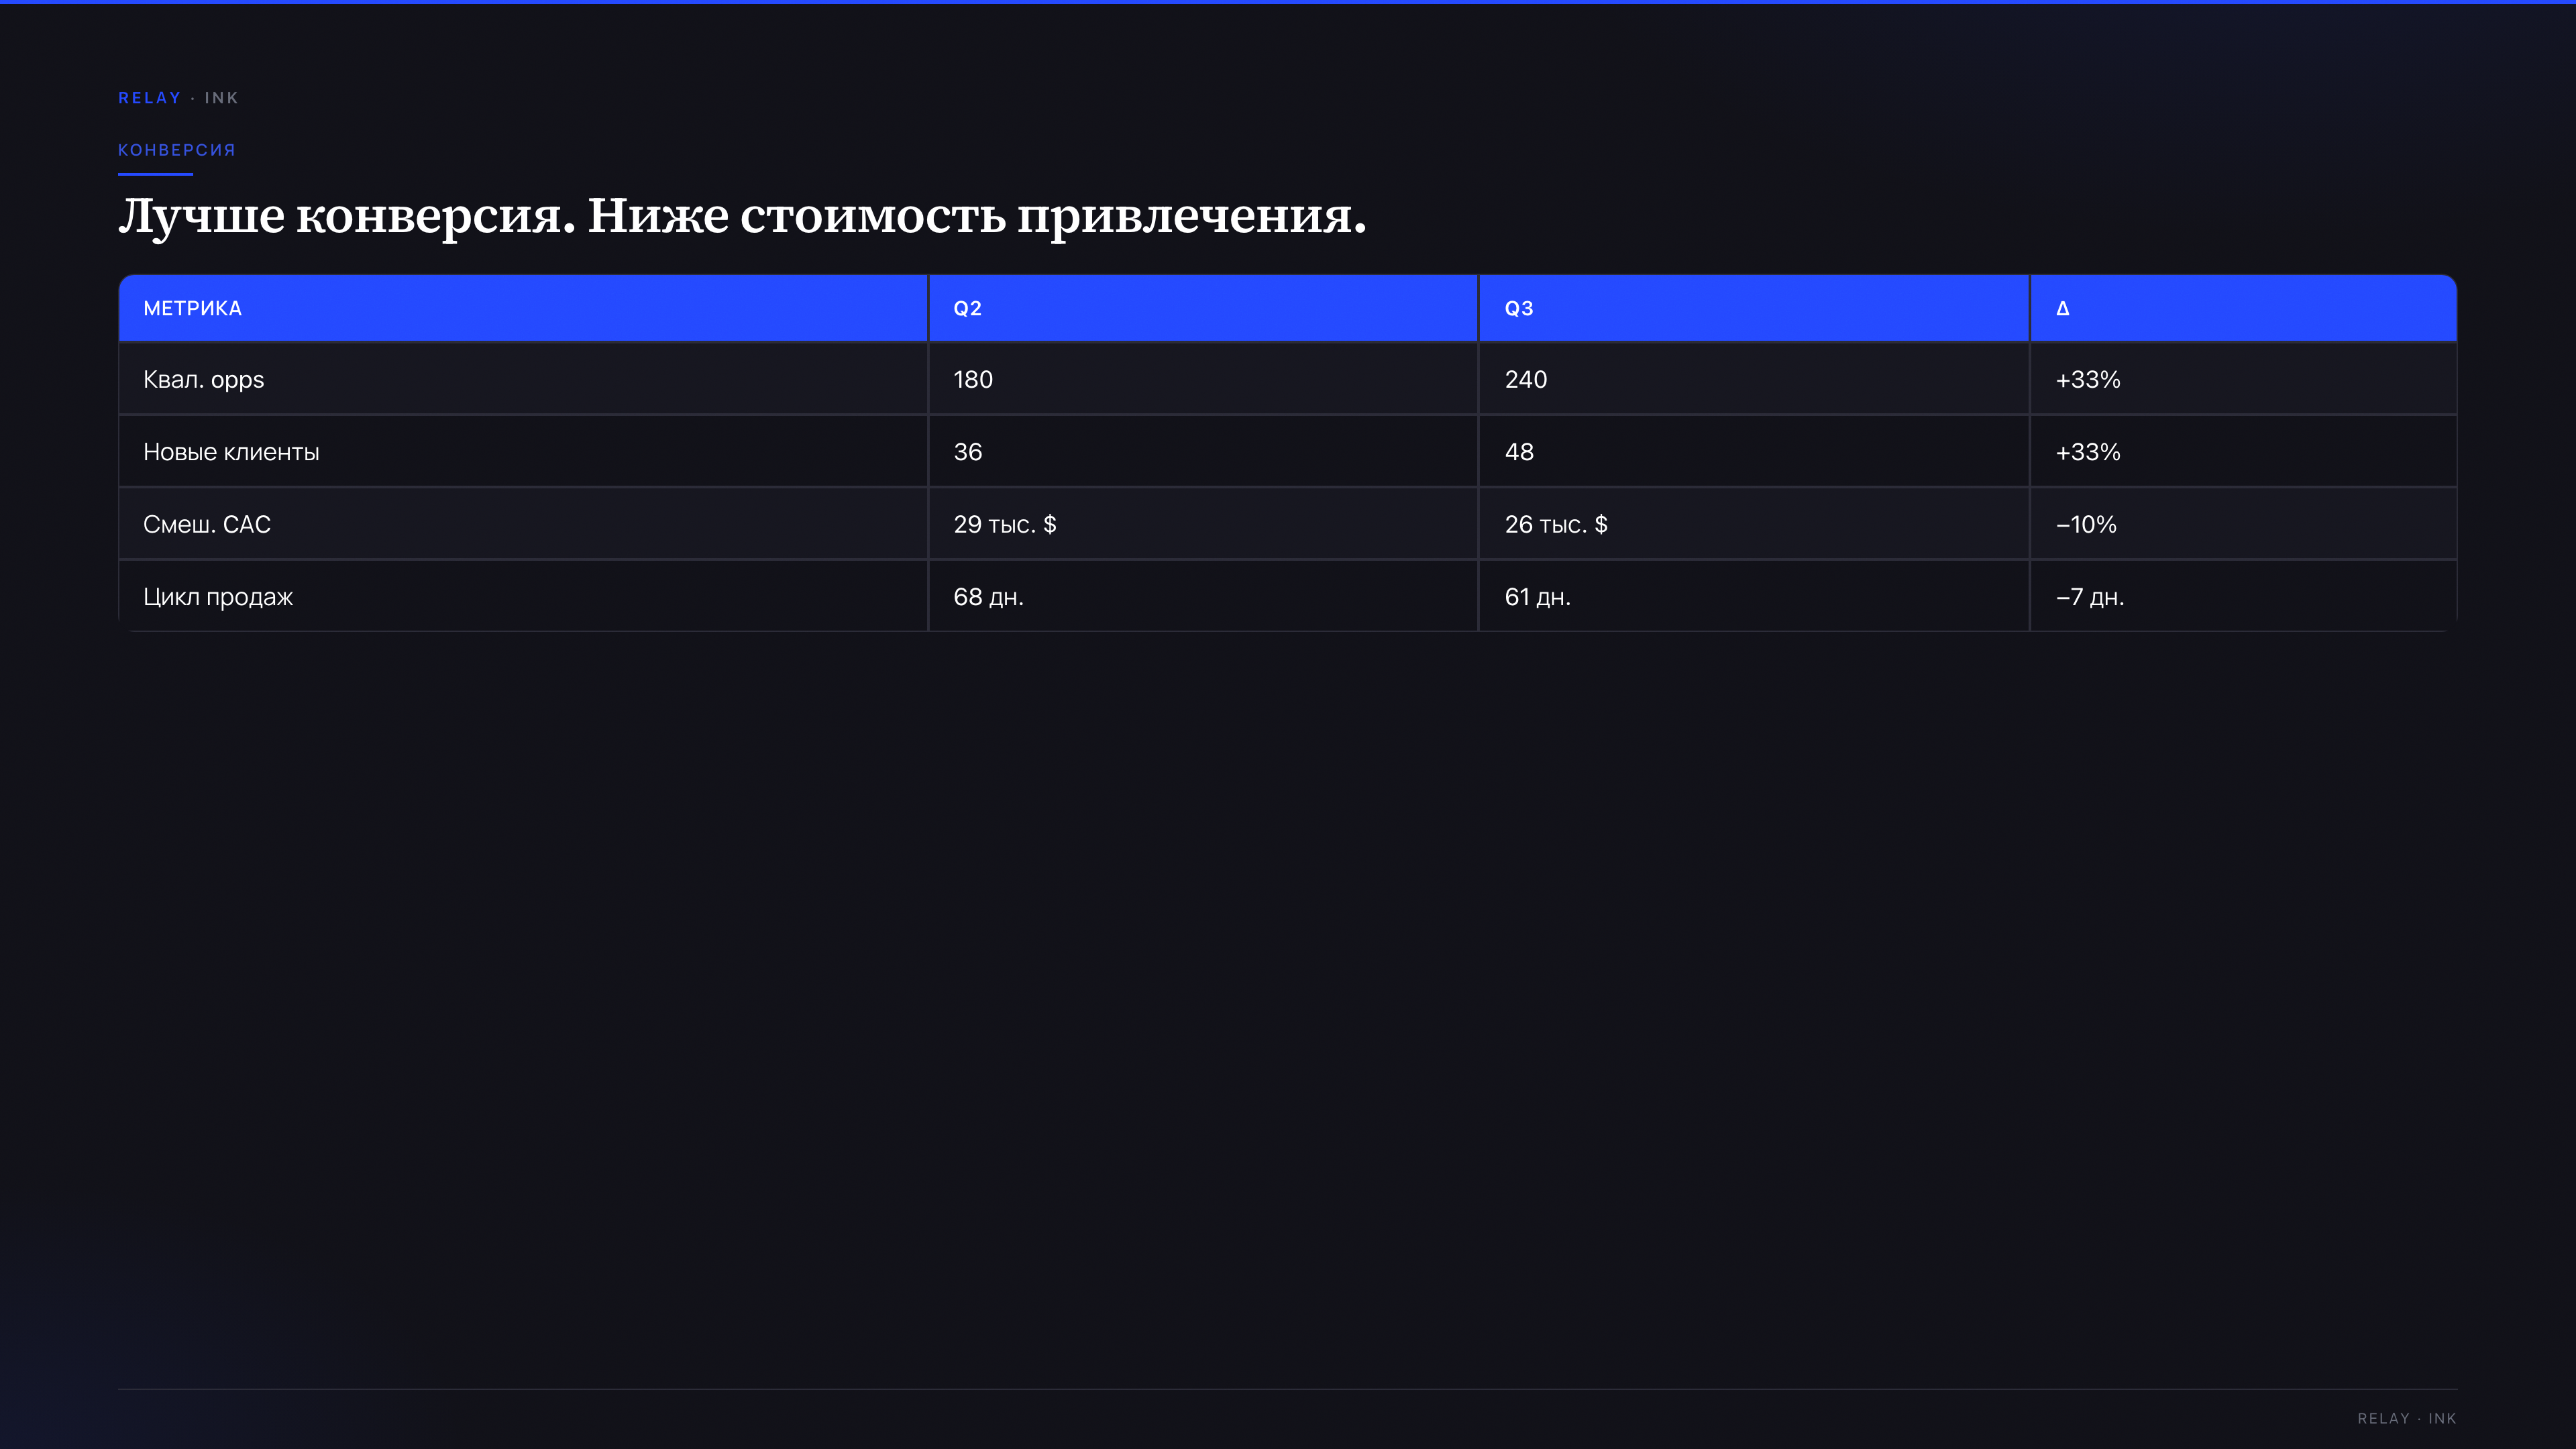 RELAY · INK
КОНВЕРСИЯ
Лучше конверсия. Ниже стоимость привлечения.
МЕТРИКА Q2 Q3 Δ
Квал. opps 180 240 +33%
Новые клиенты 36 48 +33%
Смеш. CAC 29 тыс. $ 26 тыс. $ −10%
Цикл продаж 68 дн. 61 дн. −7 дн.
RELAY · INK